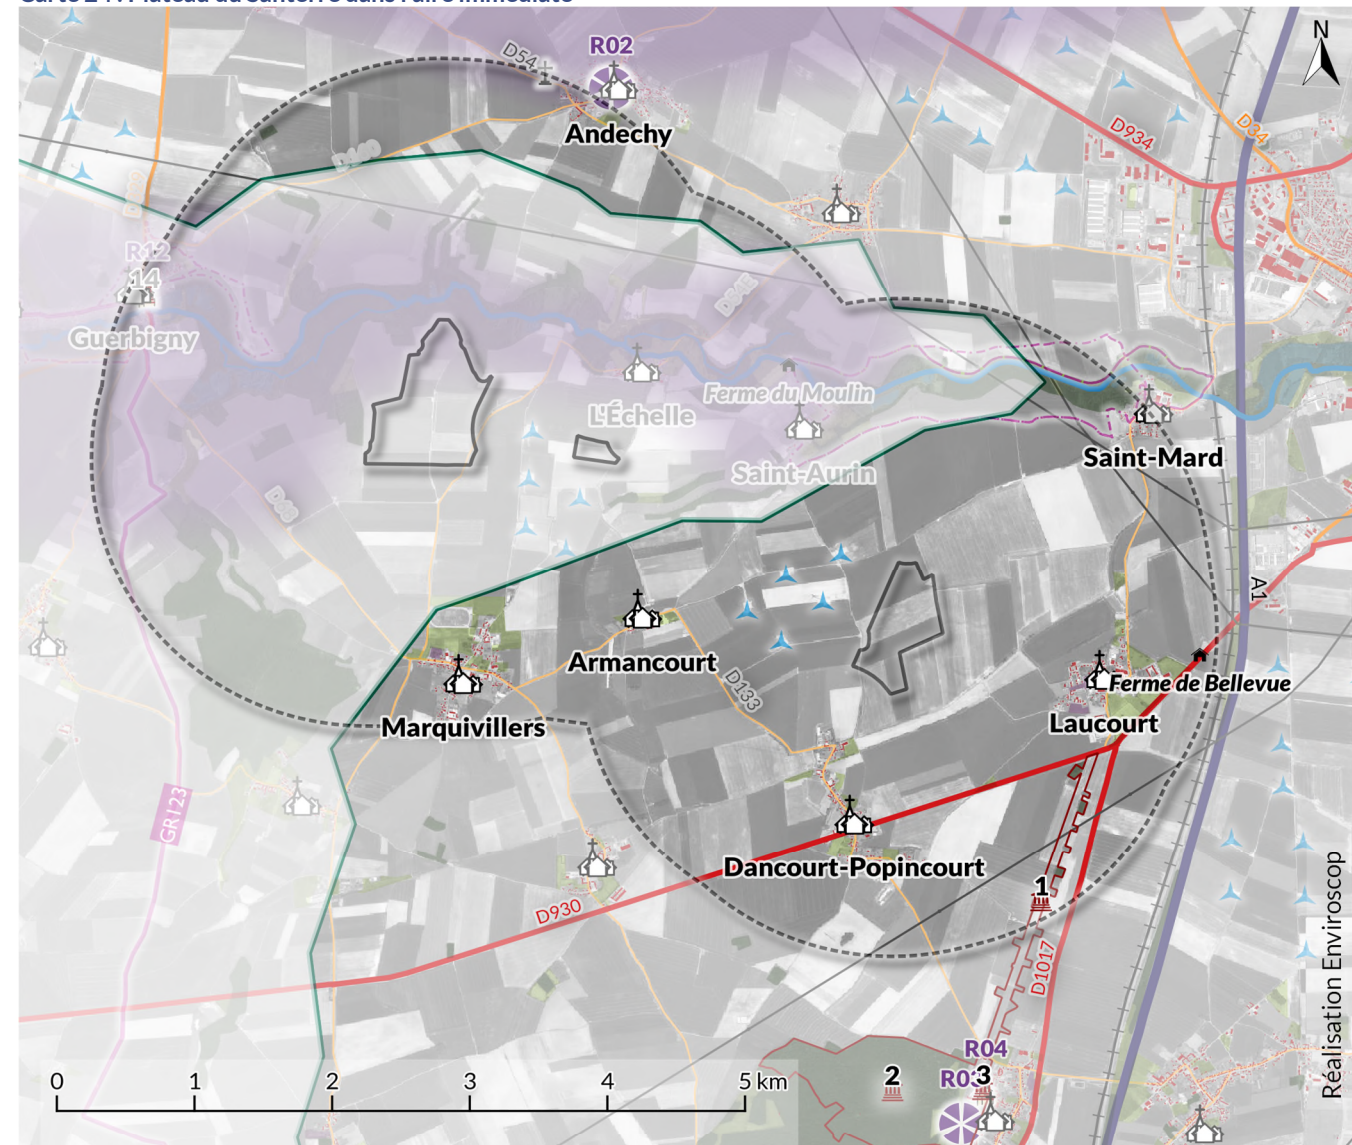 N
D54
R02
Andechy
D934
D34
R12
14
Guerbigny
D54E
L'Échelle
Ferme du Moulin
Saint-Aurin
Saint-Mard
A1
Armancourt
D133
Ferme de Bellevue
Marquivillers
Laucourt
GR123
Dancourt-Popincourt
D930
1
D1017
R04
2
R03
3
0 1 2 3 4 5 km
Réalisation Enviroscop